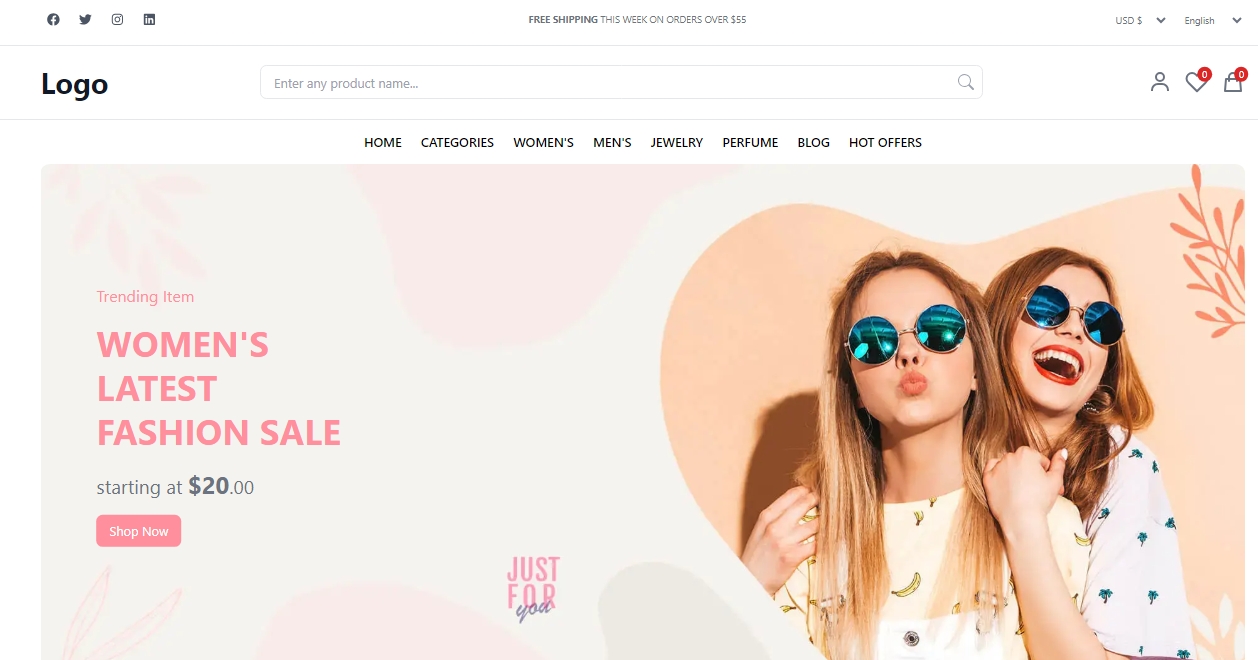 FREE SHIPPING THIS WEEK ON ORDERS OVER $55
USD $
English
Logo
Enter any product name...
0
0
HOME CATEGORIES WOMEN'S MEN'S JEWELRY PERFUME BLOG HOT OFFERS
Trending Item
WOMEN'S
LATEST
FASHION SALE
starting at $20.00
Shop Now
JUST
FOR
you